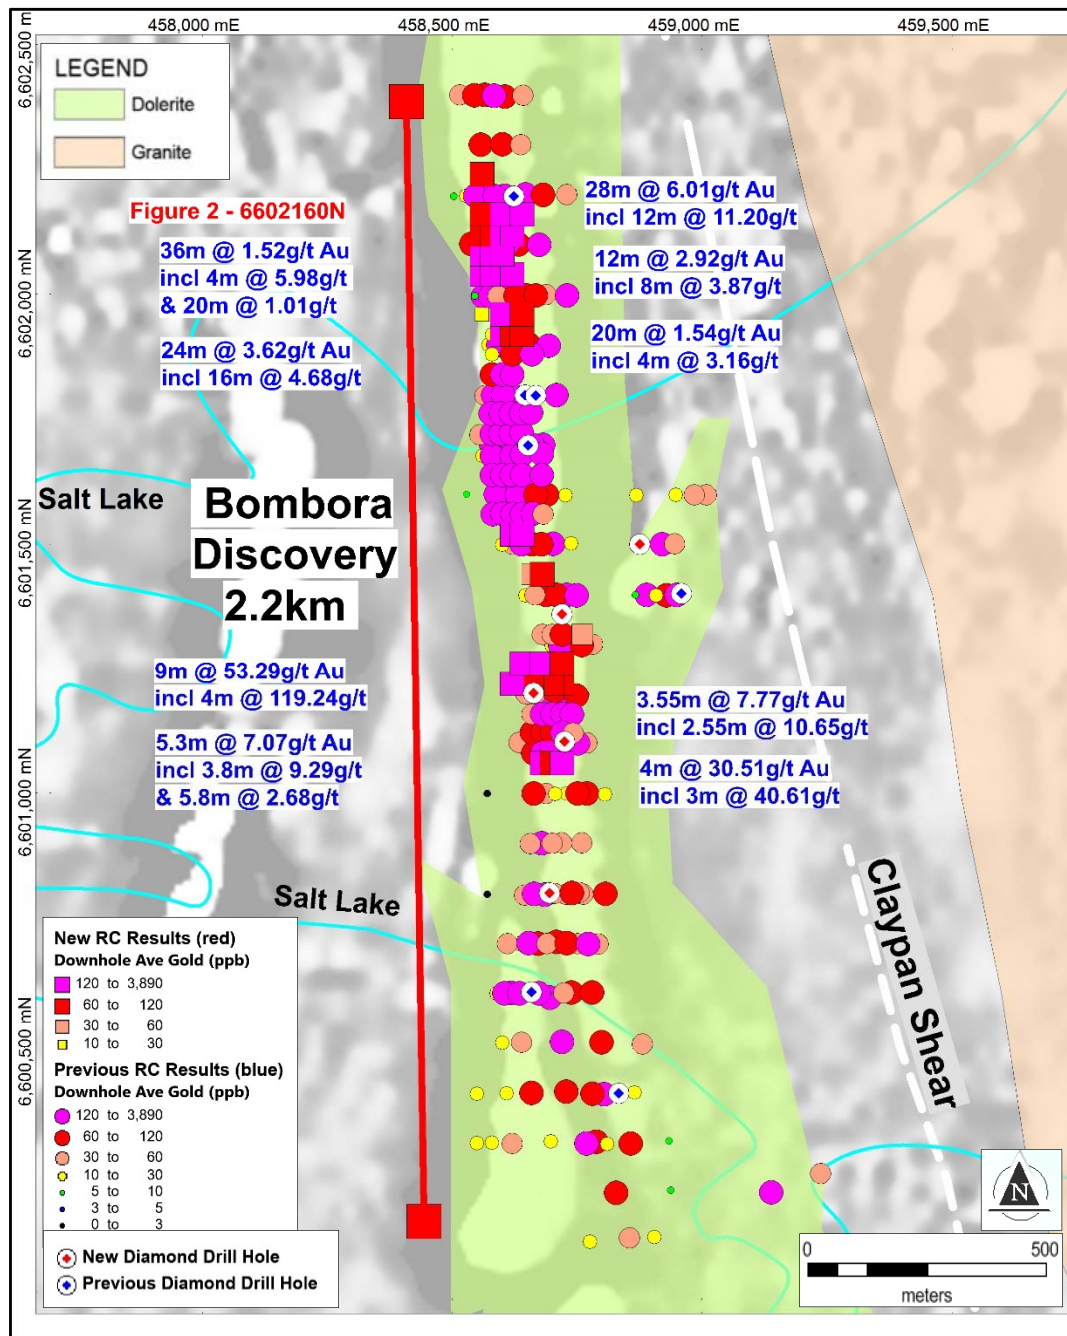 458,000 mE
458,500 mE
459,000 mE
459,500 mE
6,602,500 m
6,602,000 mN
6,601,500 mN
6,601,000 mN
6,600,500 mN
LEGEND
Dolerite
Granite
Figure 2 - 6602160N
36m @ 1.52g/t Au
incl 4m @ 5.98g/t
& 20m @ 1.01g/t
24m @ 3.62g/t Au
incl 16m @ 4.68g/t
28m @ 6.01g/t Au
incl 12m @ 11.20g/t
12m @ 2.92g/t Au
incl 8m @ 3.87g/t
20m @ 1.54g/t Au
incl 4m @ 3.16g/t
Salt Lake
Bombora
Discovery
2.2km
9m @ 53.29g/t Au
incl 4m @ 119.24g/t
5.3m @ 7.07g/t Au
incl 3.8m @ 9.29g/t
& 5.8m @ 2.68g/t
3.55m @ 7.77g/t Au
incl 2.55m @ 10.65g/t
4m @ 30.51g/t Au
incl 3m @ 40.61g/t
Salt Lake
Claypan Shear
New RC Results (red)
Downhole Ave Gold (ppb)
120 to 3,890
60 to 120
30 to 60
10 to 30
Previous RC Results (blue)
Downhole Ave Gold (ppb)
120 to 3,890
60 to 120
30 to 60
10 to 30
5 to 10
3 to 5
0 to 3
New Diamond Drill Hole
Previous Diamond Drill Hole
N
0 500
meters